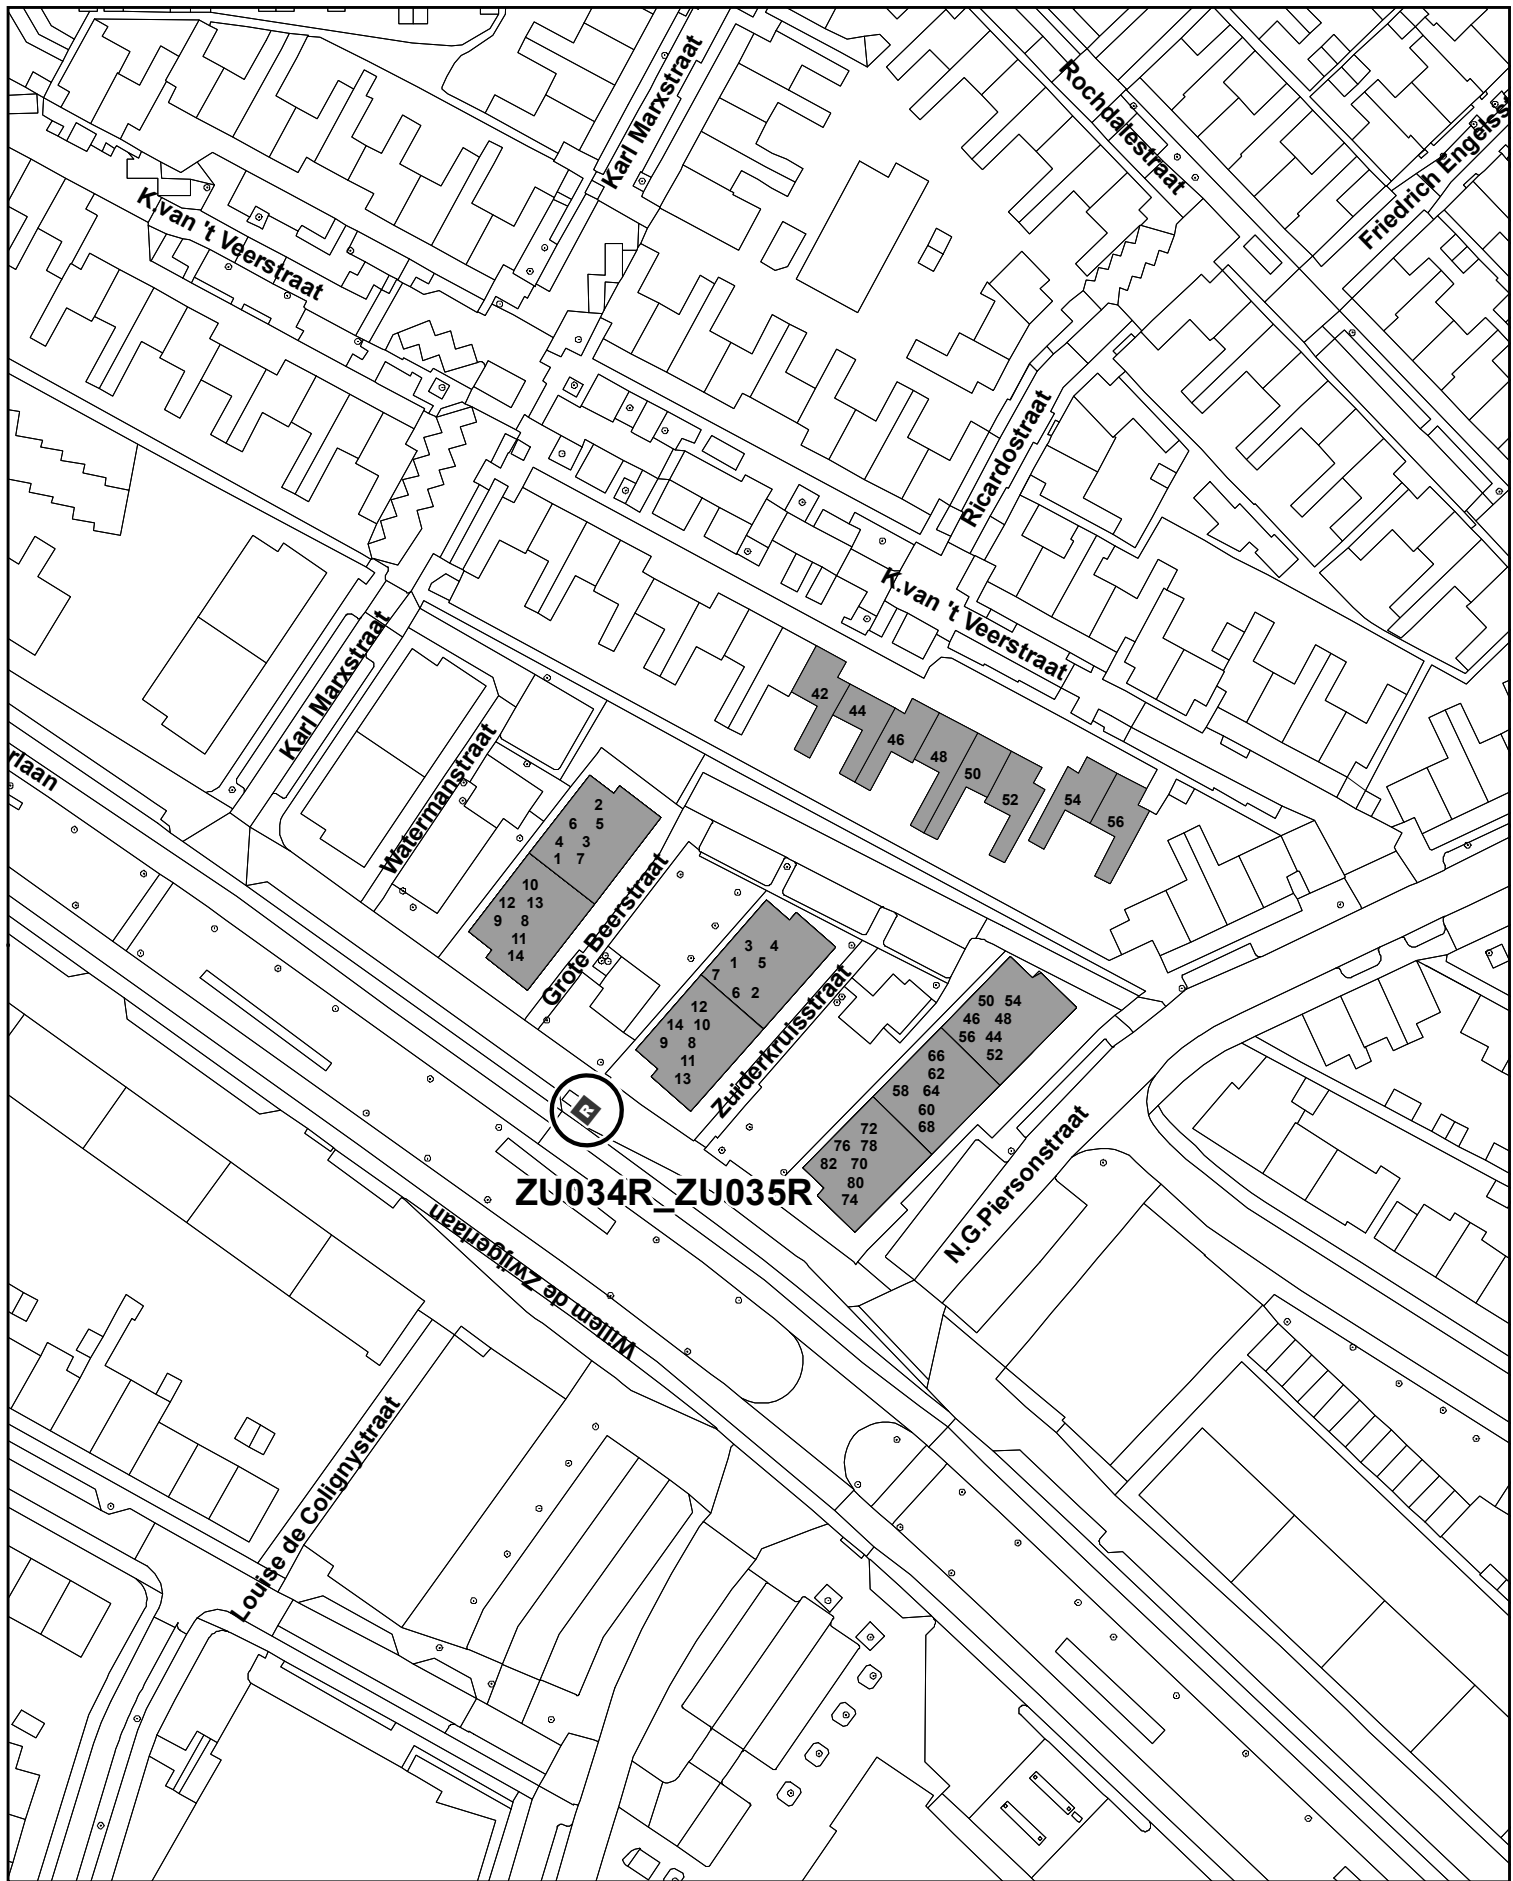 Karl Marxstraat
Rochdalestraat
Friedrich Engelsst
K.van 't Veerstraat
Ricardostraat
K.van 't Veerstraat
Karl Marxstraat
Watermanstraat
rlaan
42
44
46
48
50
52
54
56
2
6 5
4 3
1 7
10
12 13
9 8
11
14
Grote Beerstraat
3 4
1 5
7
6 2
12
14 10
9 8
11
13
Zuiderkruisstraat
50 54
46 48
56 44
52
66
62
58 64
60
68
72
76 78
82 70
80
74
N.G.Piersonstraat
R
ZU034R_ZU035R
Willem de Zwijgerlaan
Louise de Colignystraat